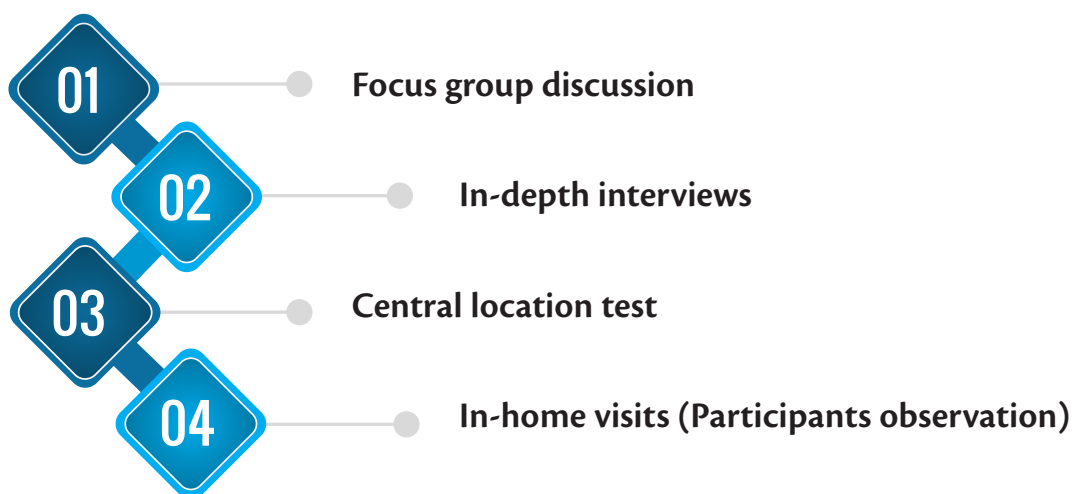 01 Focus group discussion
02 In-depth interviews
03 Central location test
04 In-home visits (Participants observation)